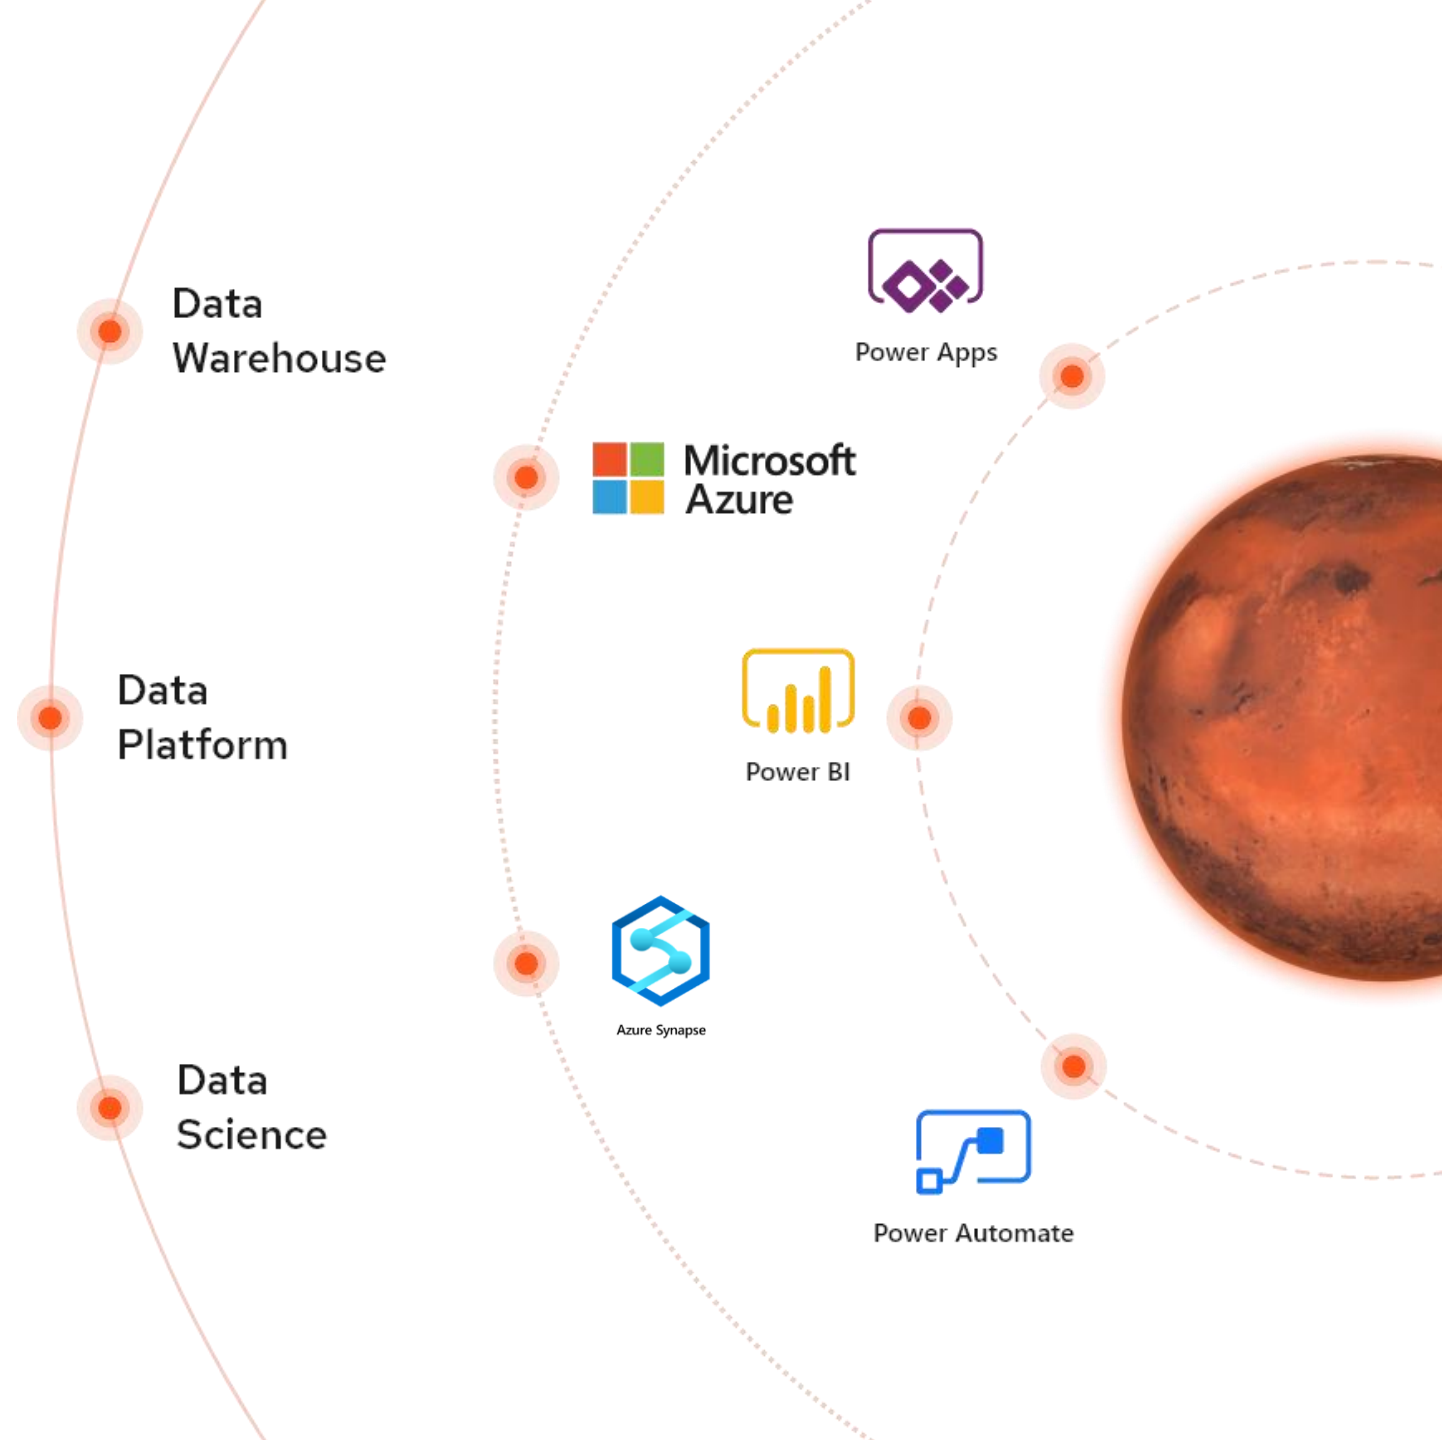 Data
Warehouse
Data
Platform
Data
Science
Microsoft
Azure
Azure Synapse
Power Apps
Power BI
Power Automate